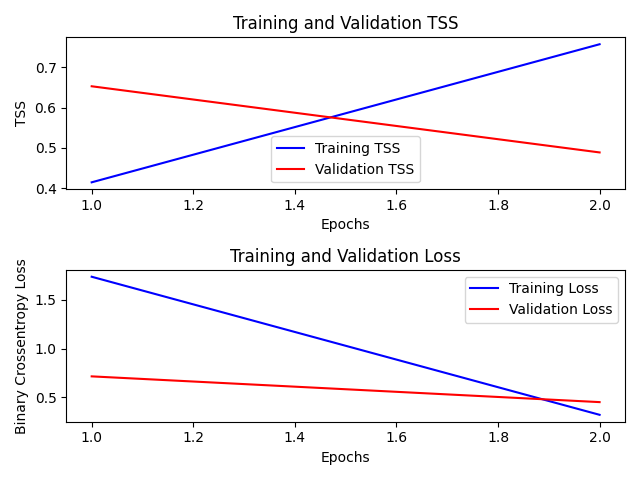 Training and Validation TSS
TSS
0.7
0.6
0.5
0.4
Training TSS
Validation TSS
1.0 1.2 1.4 1.6 1.8 2.0
Epochs
Training and Validation Loss
Binary Crossentropy Loss
1.5
1.0
0.5
Training Loss
Validation Loss
1.0 1.2 1.4 1.6 1.8 2.0
Epochs